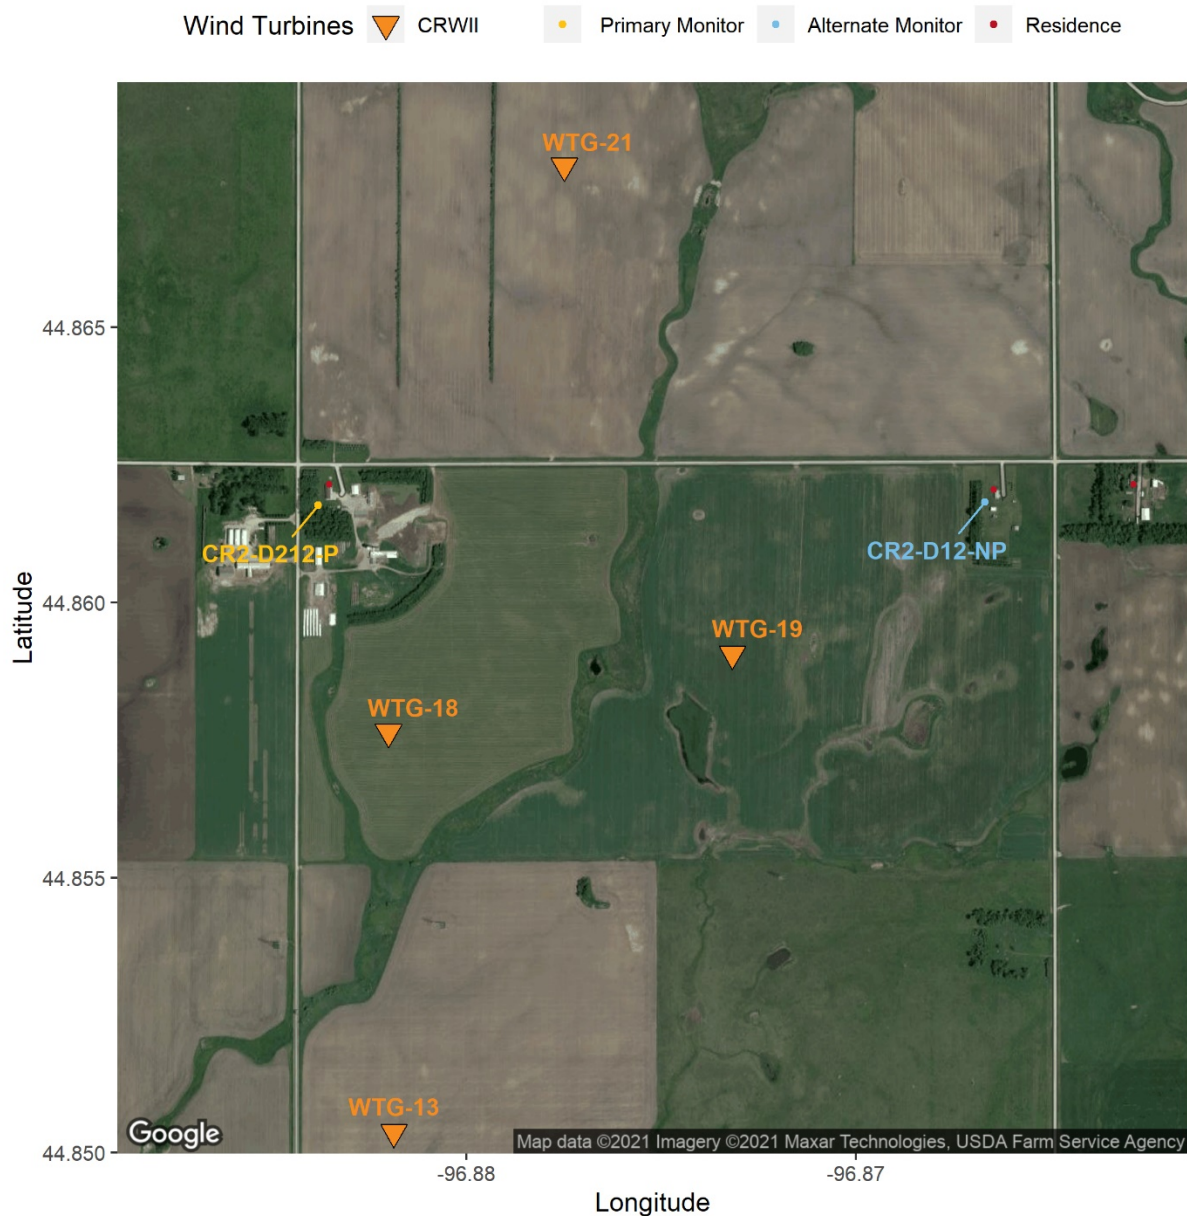 Wind Turbines CRWII Primary Monitor Alternate Monitor Residence
WTG-21
44.865
CR2-D212-P
CR2-D12-NP
44.860
WTG-19
WTG-18
Latitude
44.855
WTG-13
Google
Map data ©2021 Imagery ©2021 Maxar Technologies, USDA Farm Service Agency
44.850
-96.88
-96.87
Longitude